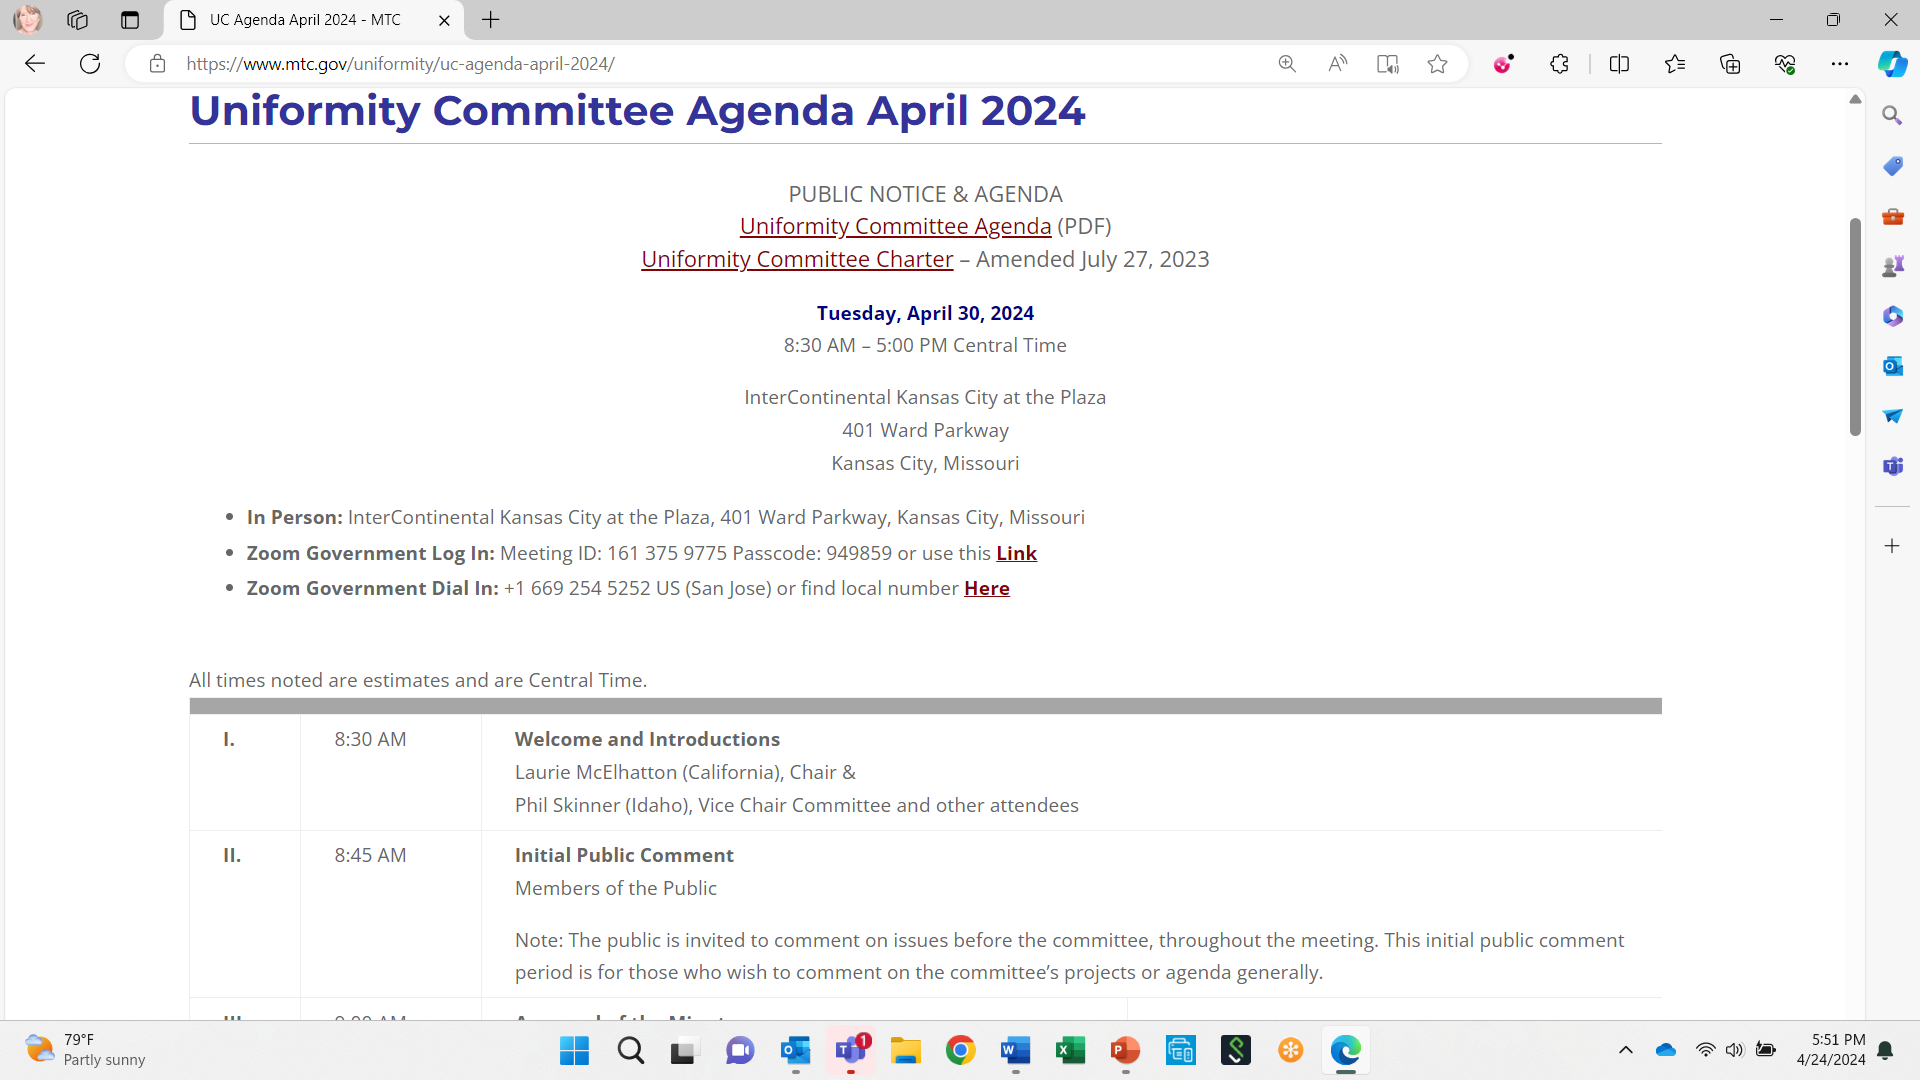 UC Agenda April 2024 - MTC
https://www.mtc.gov/uniformity/uc-agenda-april-2024/
Uniformity Committee Agenda April 2024
PUBLIC NOTICE & AGENDA
Uniformity Committee Agenda (PDF)
Uniformity Committee Charter – Amended July 27, 2023
Tuesday, April 30, 2024
8:30 AM – 5:00 PM Central Time
InterContinental Kansas City at the Plaza
401 Ward Parkway
Kansas City, Missouri
• In Person: InterContinental Kansas City at the Plaza, 401 Ward Parkway, Kansas City, Missouri
• Zoom Government Log In: Meeting ID: 161 375 9775 Passcode: 949859 or use this Link
• Zoom Government Dial In: +1 669 254 5252 US (San Jose) or find local number Here
All times noted are estimates and are Central Time.
I. 8:30 AM Welcome and Introductions
Laurie McElhatton (California), Chair &
Phil Skinner (Idaho), Vice Chair Committee and other attendees
II. 8:45 AM Initial Public Comment
Members of the Public
Note: The public is invited to comment on issues before the committee, throughout the meeting. This initial public comment
period is for those who wish to comment on the committee's projects or agenda generally.
79°F
Partly sunny
1
5:51 PM
4/24/2024